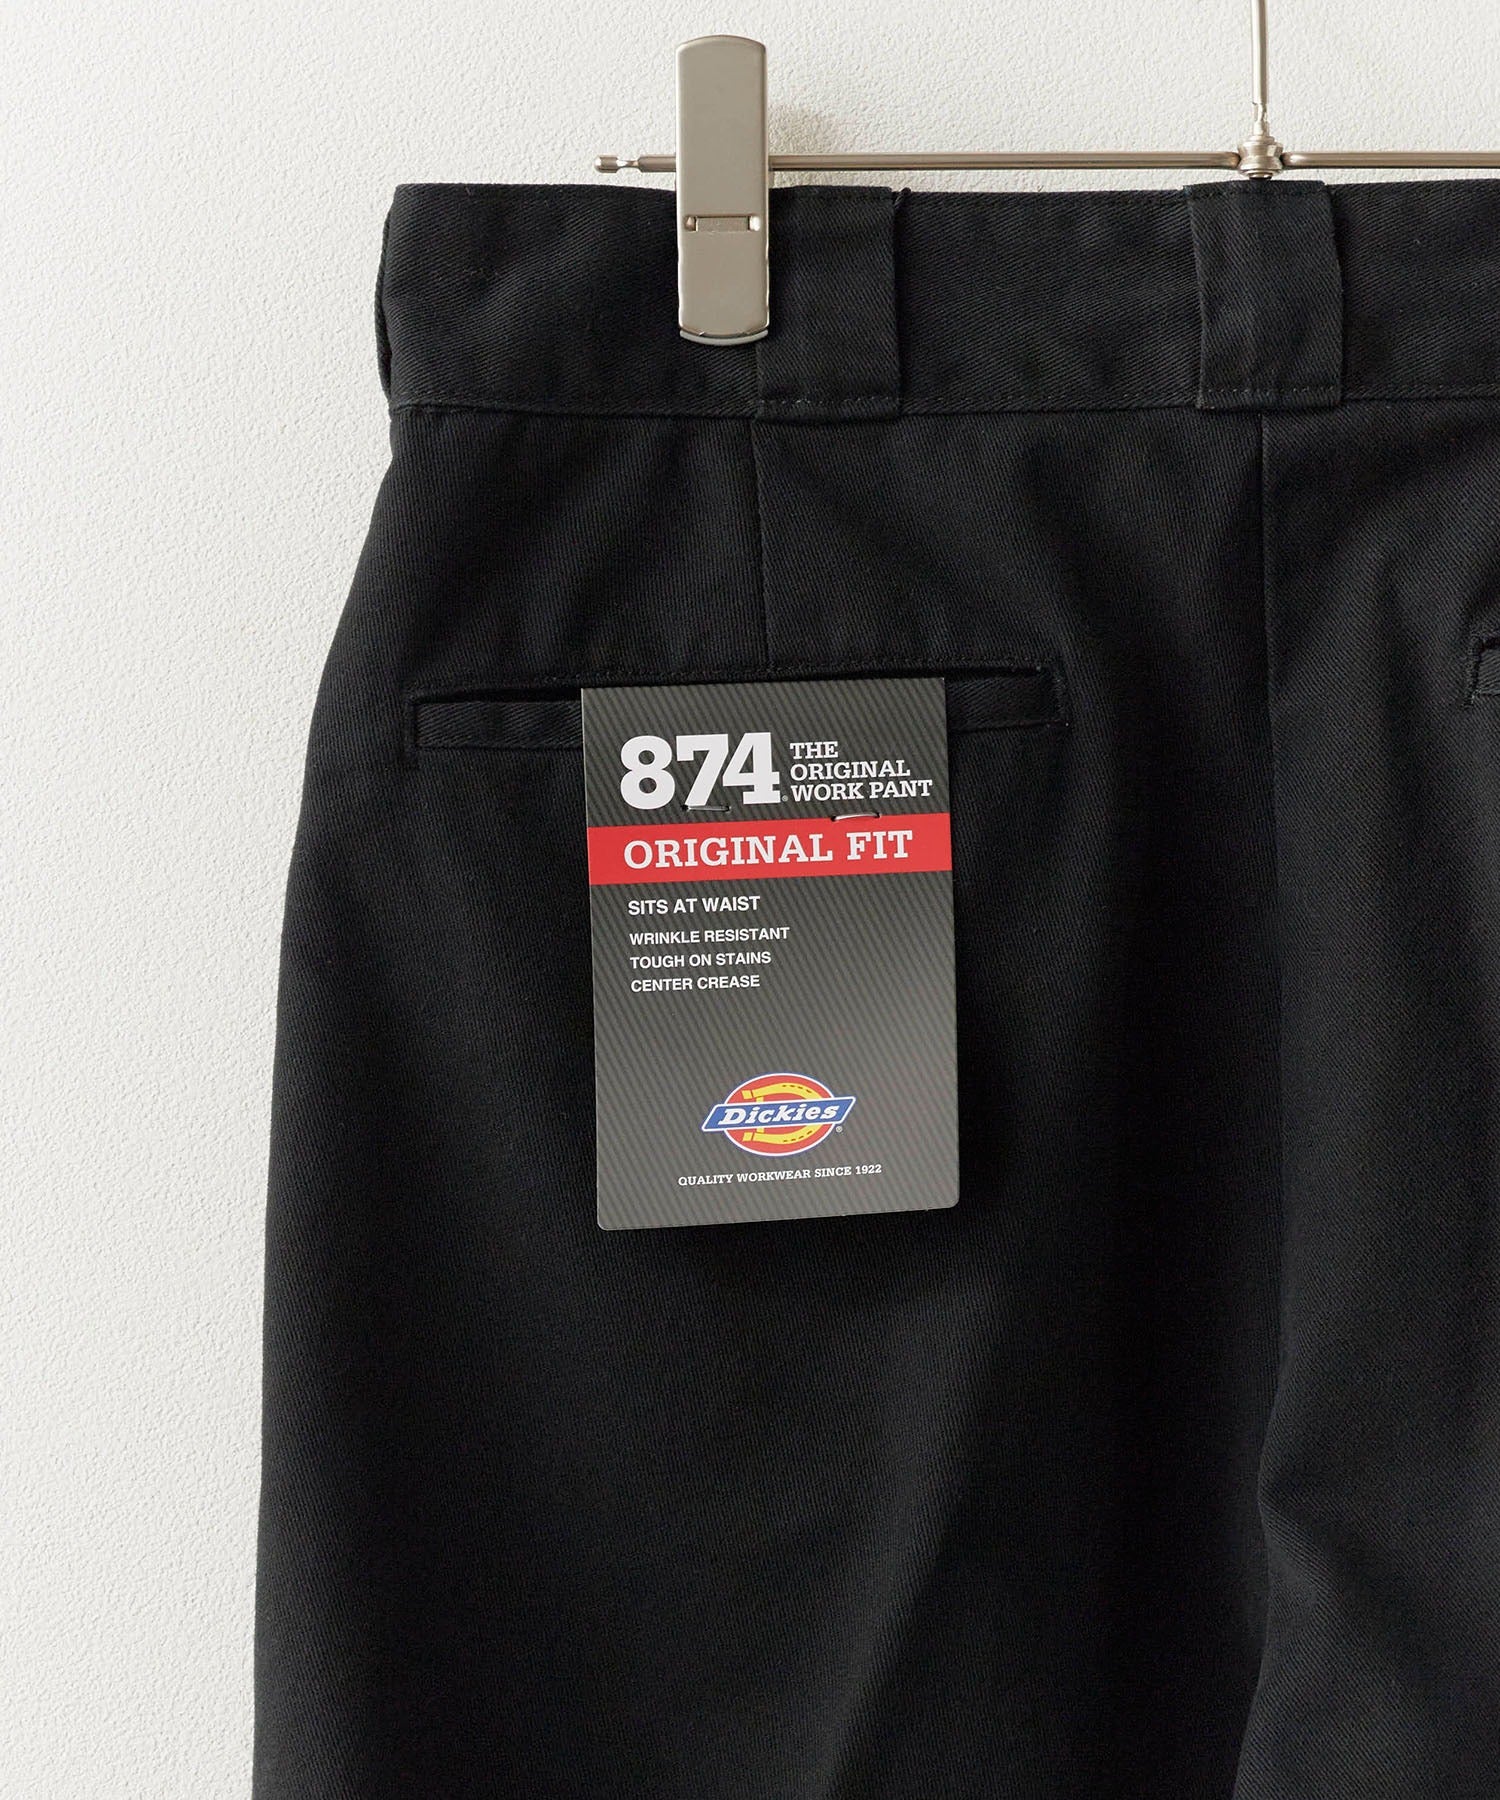 874® THE
ORIGINAL
WORK PANT
ORIGINAL FIT
SITS AT WAIST
WRINKLE RESISTANT
TOUGH ON STAINS
CENTER CREASE
Dickies®
QUALITY WORKWEAR SINCE 1922